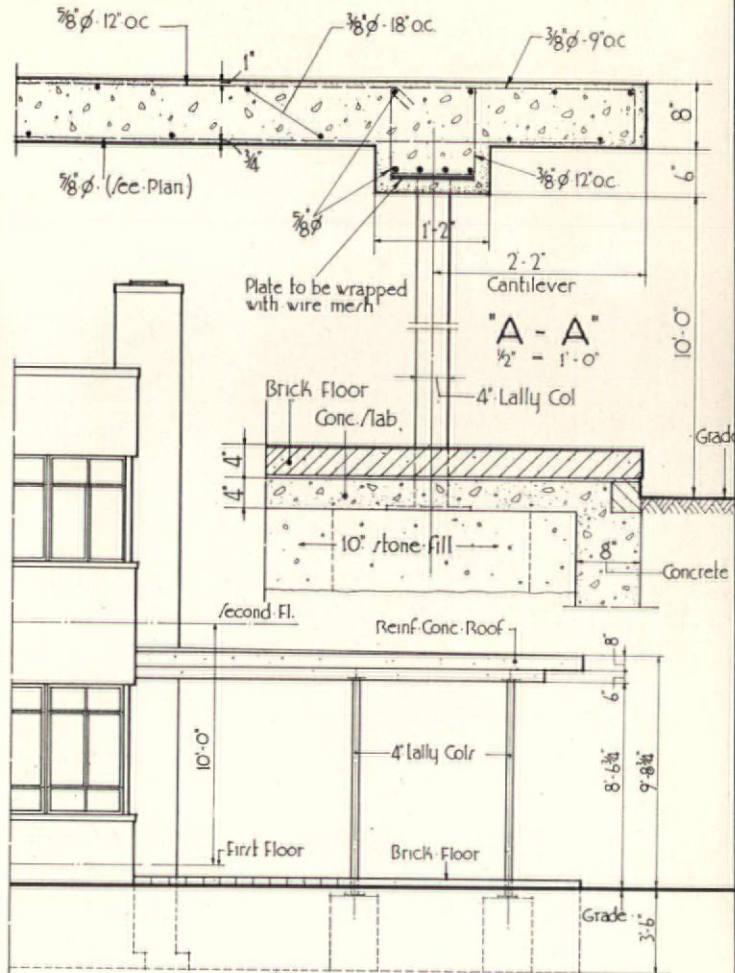 5/8"φ-12" O.C
3/8"φ-18" O.C.
3/8"φ-9" O.C
1"
8"
3/4"
5/8"φ (See Plan)
5/8"φ
3/8"φ 12" O.C.
6"
1'-2"
2'-2"
Cantilever
Plate to be wrapped
with wire mesh
"A - A"
1/2" = 1'-0"
10'-0"
4" Lally Col
Brick Floor
Conc. Slab
Grade
4"
4"
10" stone fill
8"
Concrete
Second Fl.
Reinf Conc. Roof
8"
6"
10'-0"
4" Lally Cols
8'-6 3/4"
9'-8 3/4"
First Floor
Brick Floor
Grade
3'-6"